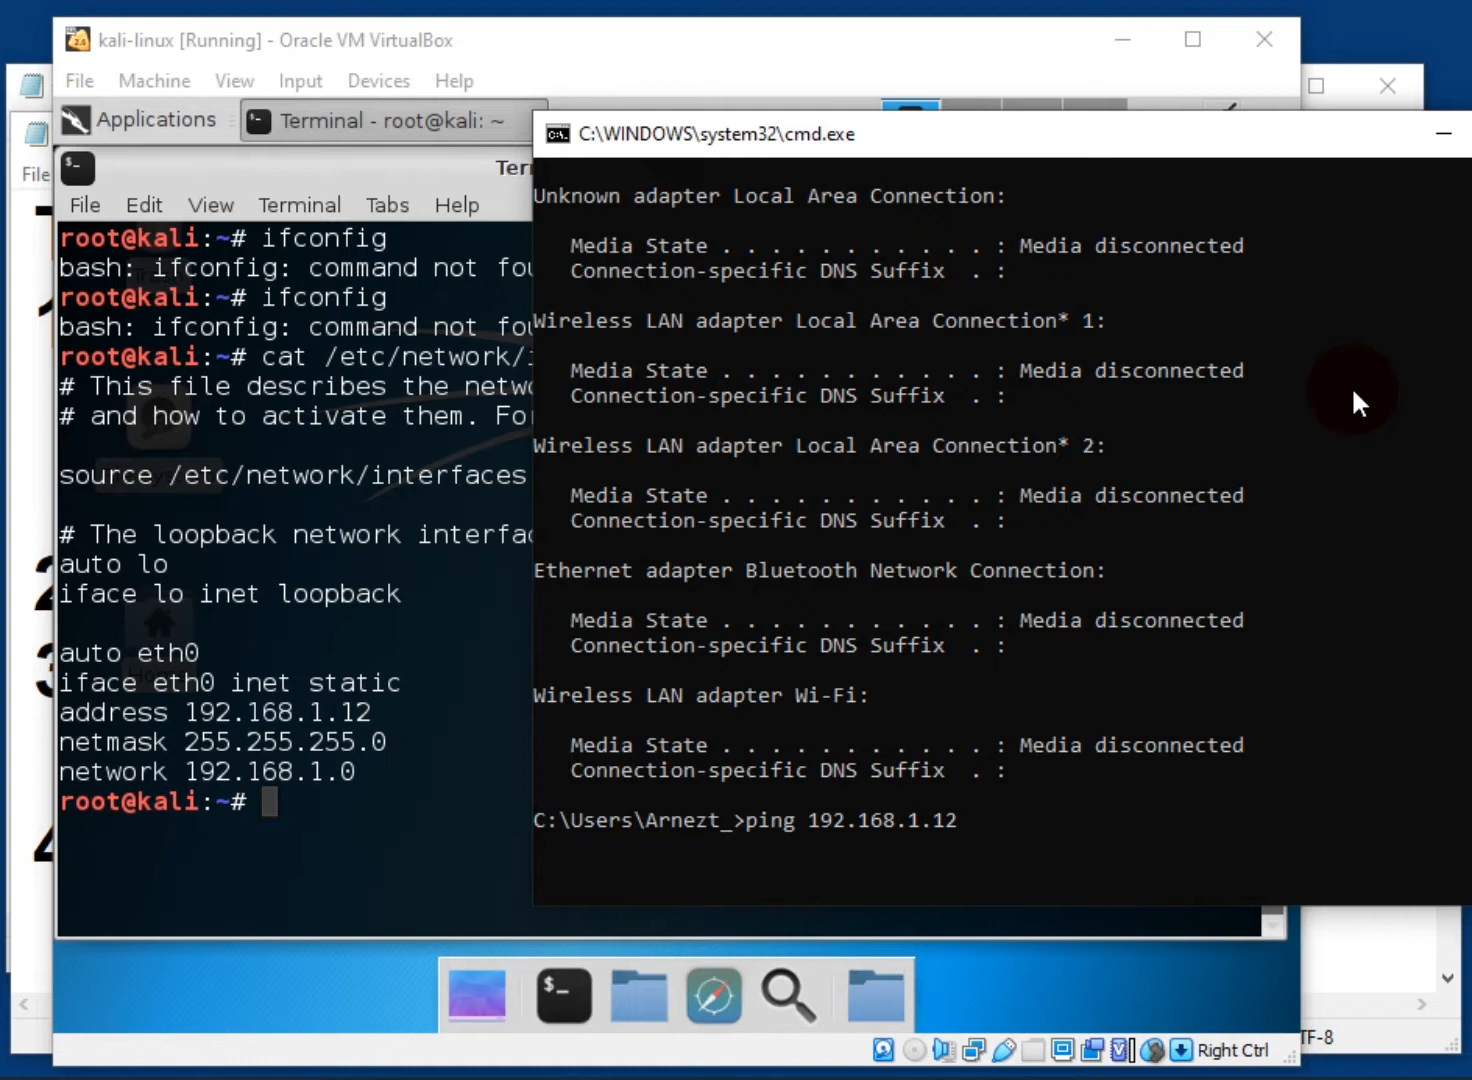 kali-linux [Running] - Oracle VM VirtualBox
File Machine View Input Devices Help
Applications
Terminal - root@kali: ~
File
File Edit View Terminal Tabs Help
root@kali:~# ifconfig
bash: ifconfig: command not
root@kali:~# ifconfig
bash: ifconfig: command not
root@kali:~# cat /etc/network/
# This file describes the
# and how to activate them.
source /etc/network/interfaces
# The loopback network
auto lo
iface lo inet loopback
auto eth0
iface eth0 inet static
address 192.168.1.12
netmask 255.255.255.0
network 192.168.1.0
root@kali:~#
C:\WINDOWS\system32\cmd.exe
Unknown adapter Local Area Connection:
Media State . . . . . . . . . . . : Media disconnected
Connection-specific DNS Suffix . :
Wireless LAN adapter Local Area Connection* 1:
Media State . . . . . . . . . . . : Media disconnected
Connection-specific DNS Suffix . :
Wireless LAN adapter Local Area Connection* 2:
Media State . . . . . . . . . . . : Media disconnected
Connection-specific DNS Suffix . :
Ethernet adapter Bluetooth Network Connection:
Media State . . . . . . . . . . . : Media disconnected
Connection-specific DNS Suffix . :
Wireless LAN adapter Wi-Fi:
Media State . . . . . . . . . . . : Media disconnected
Connection-specific DNS Suffix . :
C:\Users\Arnezt_>ping 192.168.1.12
Right Ctrl
TF-8